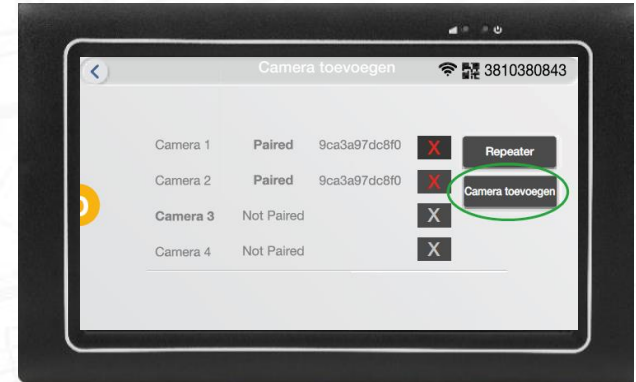 Camera toevoegen
3810380843
Camera 1 Paired 9ca3a97dc8f0 X Repeater
Camera 2 Paired 9ca3a97dc8f0 X Camera toevoegen
Camera 3 Not Paired X
Camera 4 Not Paired X